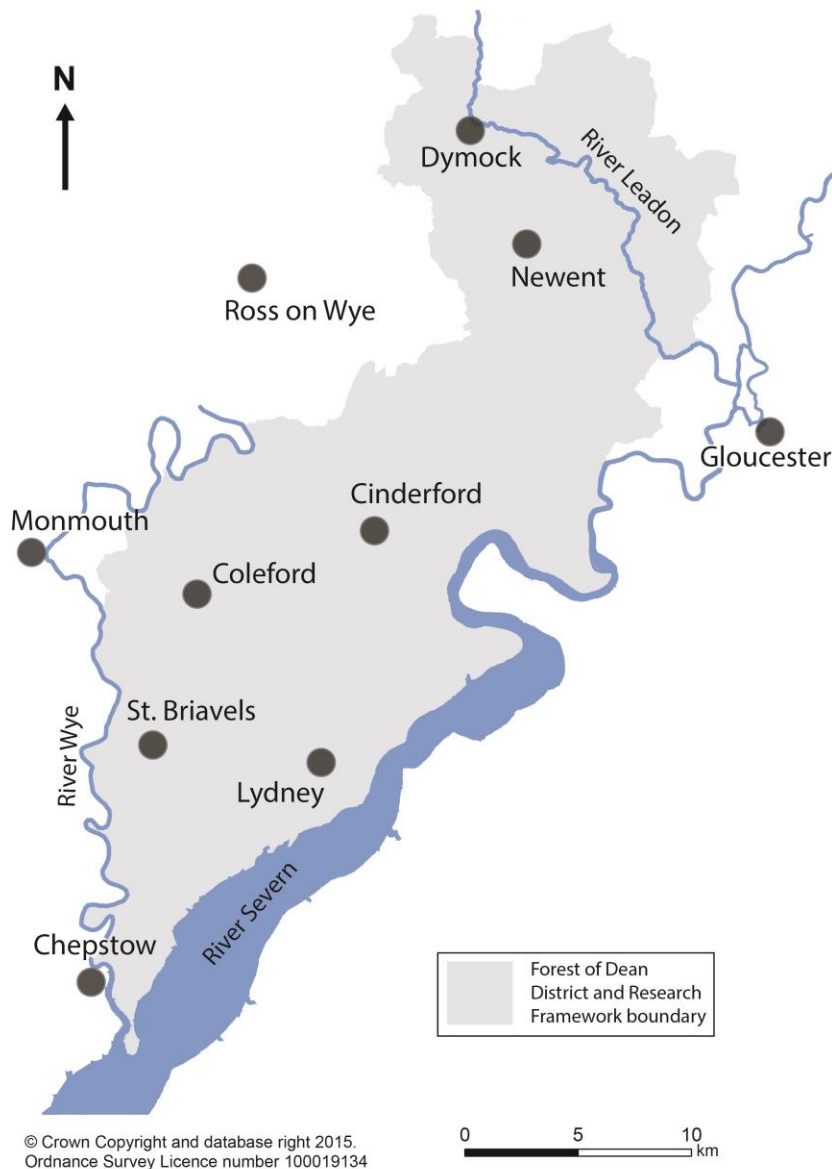 N
Dymock
River Leadon
Newent
Ross on Wye
Gloucester
Cinderford
Monmouth
Coleford
St. Briavels
River Wye
Lydney
River Severn
Chepstow
Forest of Dean
District and Research
Framework boundary
0 5 10
km
© Crown Copyright and database right 2015.
Ordnance Survey Licence number 100019134